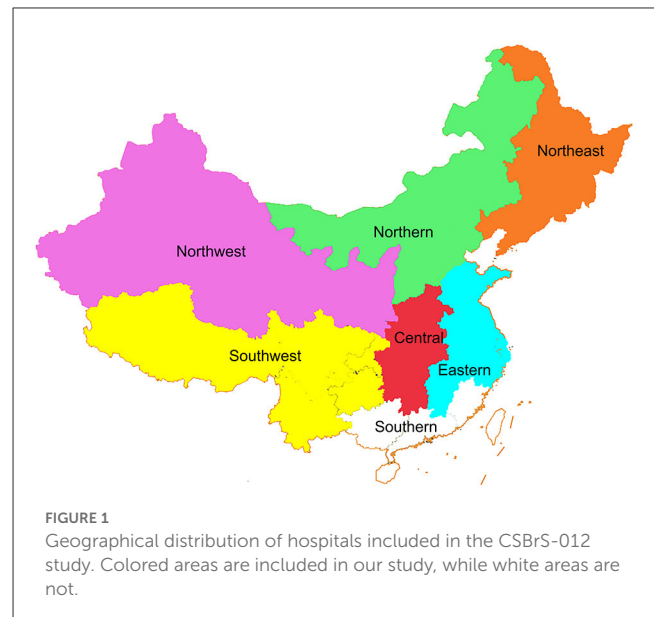 Northeast
Northern
Northwest
Central
Southwest
Eastern
Southern
FIGURE 1
Geographical distribution of hospitals included in the CSBrS-012
study. Colored areas are included in our study, while white areas are
not.